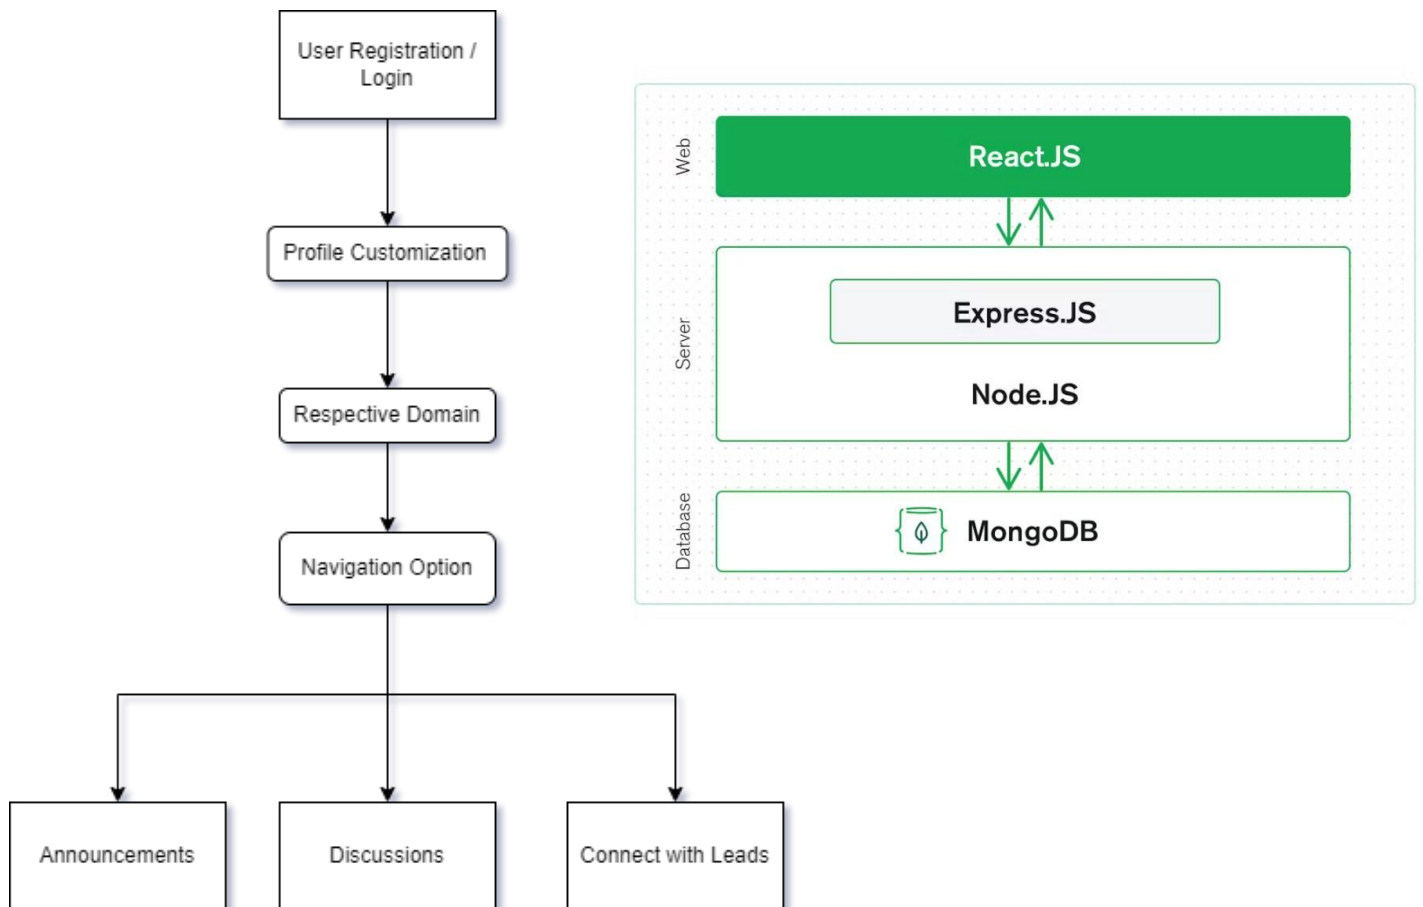 User Registration /
Login
Profile Customization
Respective Domain
Navigation Option
Announcements
Discussions
Connect with Leads
Web
React.JS
Server
Express.JS
Node.JS
Database
MongoDB